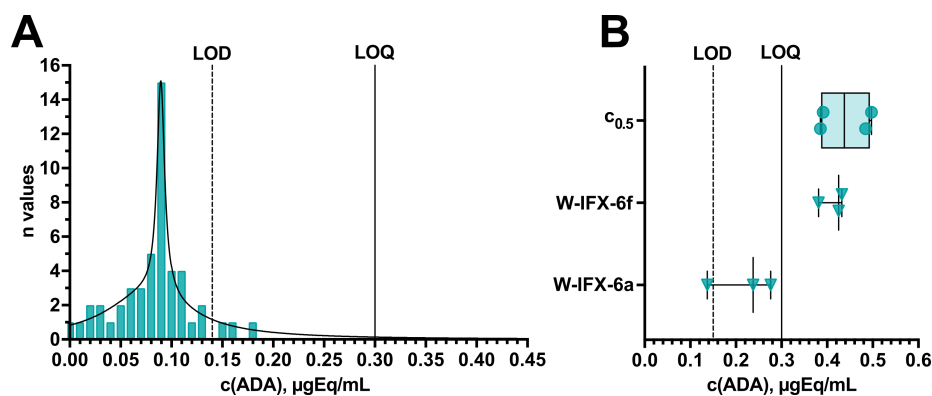 A
LOD
LOQ
16
14
12
10
8
6
4
2
0
n values
0.00
0.05
0.10
0.15
0.20
0.25
0.30
0.35
0.40
0.45
c(ADA), µgEq/mL
B
LOD
LOQ
c0.5
W-IFX-6f
W-IFX-6a
0.0
0.1
0.2
0.3
0.4
0.5
0.6
c(ADA), µgEq/mL